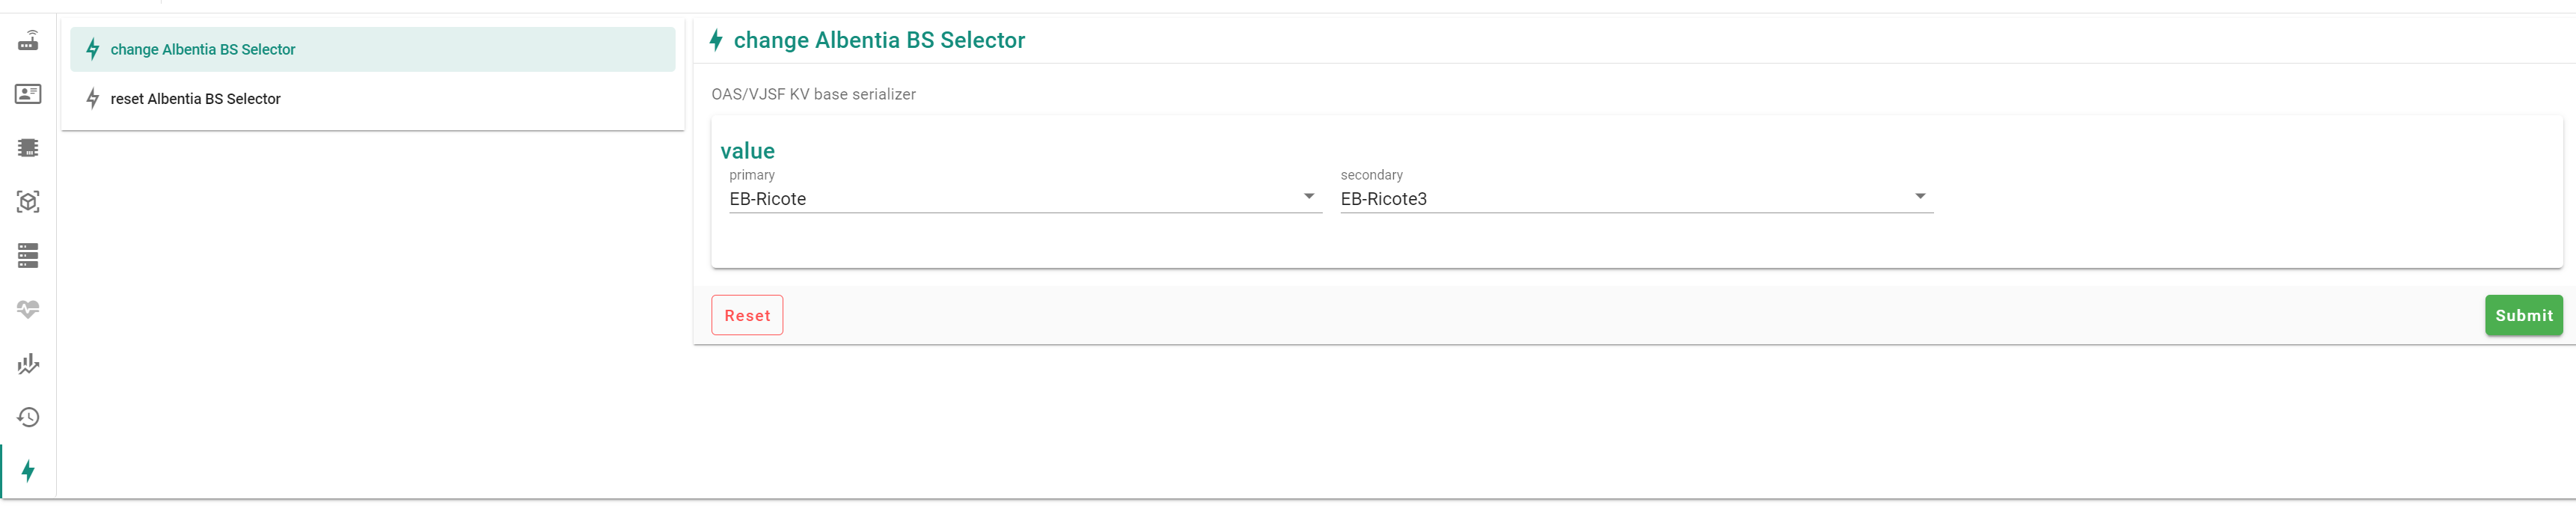 change Albentia BS Selector
reset Albentia BS Selector
change Albentia BS Selector
OAS/VJSF KV base serializer
value
primary
secondary
EB-Ricote
EB-Ricote3
Reset
Submit